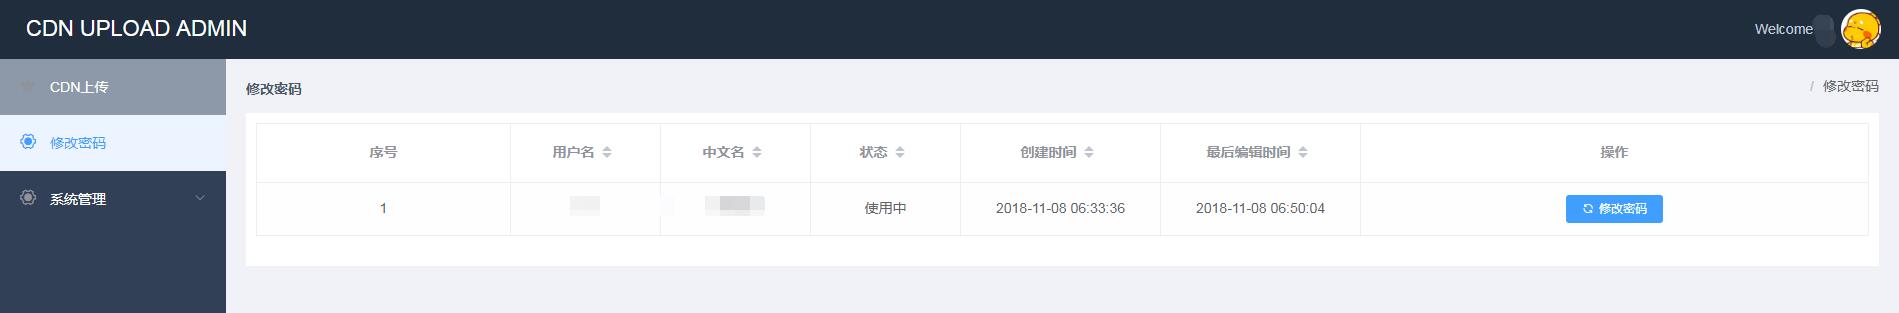 CDN UPLOAD ADMIN
Welcome
CDN上传
修改密码
系统管理
修改密码
/ 修改密码
序号 用户名 中文名 状态 创建时间 最后编辑时间 操作
1 使用中 2018-11-08 06:33:36 2018-11-08 06:50:04 修改密码